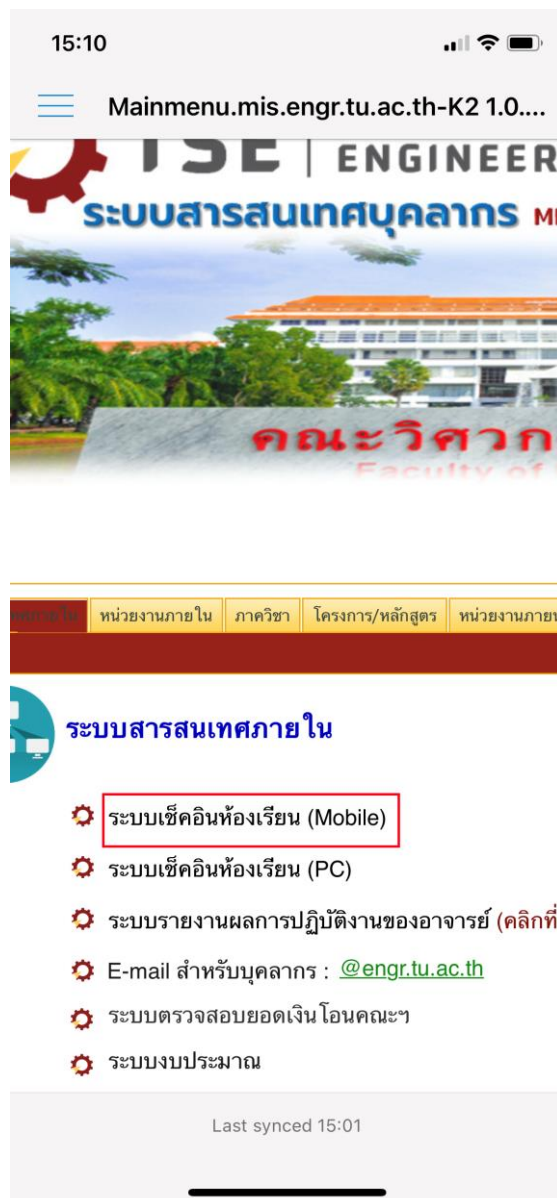 15:10
Mainmenu.mis.engr.tu.ac.th-K2 1.0....
TSE | ENGINEER
ระบบสารสนเทศบุคลากร
คณะวิศวก
Faculty of
หน่วยงานภายใน ภาควิชา โครงการ/หลักสูตร
ระบบสารสนเทศภายใน
ระบบเช็คอินห้องเรียน (Mobile)
ระบบเช็คอินห้องเรียน (PC)
ระบบรายงานผลการปฏิบัติงานของอาจารย์ (คลิกที่
E-mail สำหรับบุคลากร : @engr.tu.ac.th
ระบบตรวจสอบยอดเงินโอนคณะฯ
ระบบงบประมาณ
Last synced 15:01